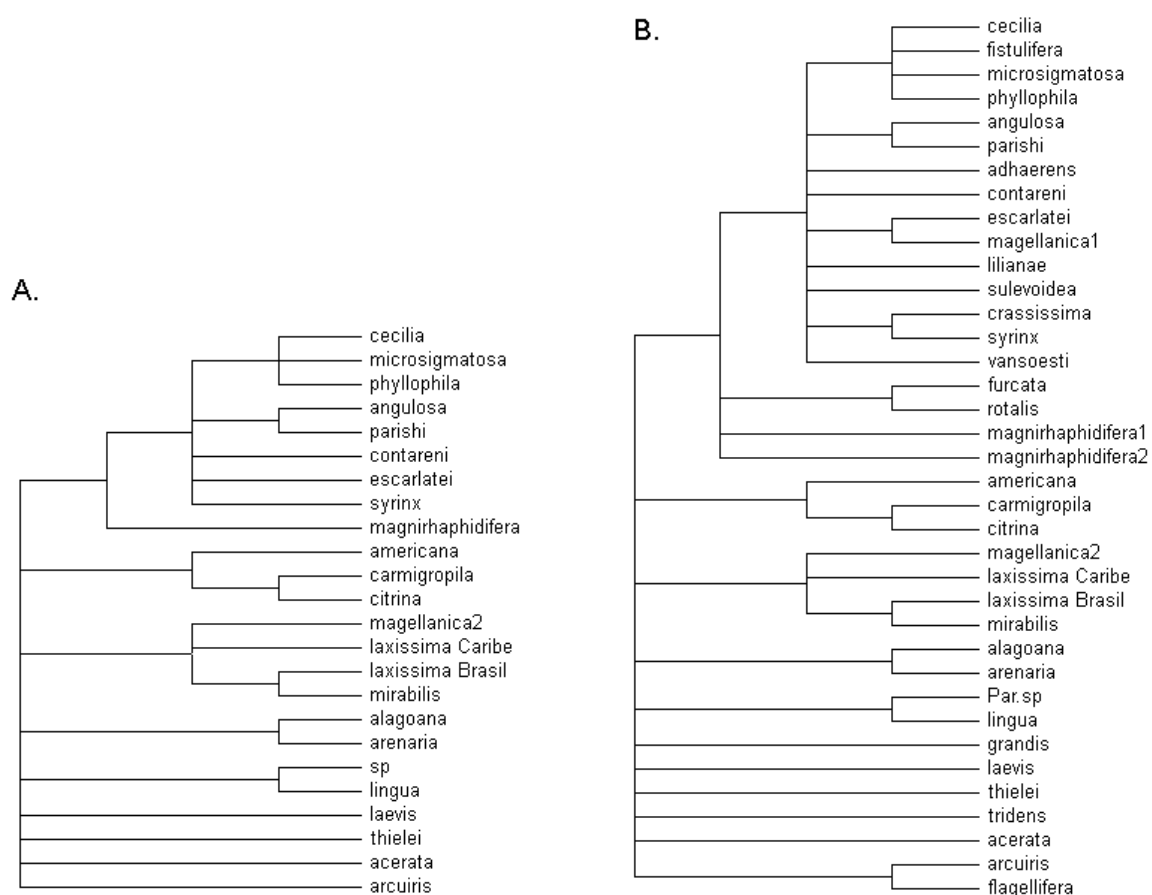 A.
cecilia
microsigmatosa
phyllophila
angulosa
parishi
contareni
escarlatei
syrinx
magnirhaphidifera
americana
carmigropila
citrina
magellanica2
laxissima Caribe
laxissima Brasil
mirabilis
alagoana
arenaria
sp
lingua
laevis
thielei
acerata
arcuiris
B.
cecilia
fistulifera
microsigmatosa
phyllophila
angulosa
parishi
adhaerens
contareni
escarlatei
magellanica1
lilianae
sulevoidea
crassissima
syrinx
vansoesti
furcata
rotalis
magnirhaphidifera1
magnirhaphidifera2
americana
carmigropila
citrina
magellanica2
laxissima Caribe
laxissima Brasil
mirabilis
alagoana
arenaria
Par.sp
lingua
grandis
laevis
thielei
tridens
acerata
arcuiris
flagellifera